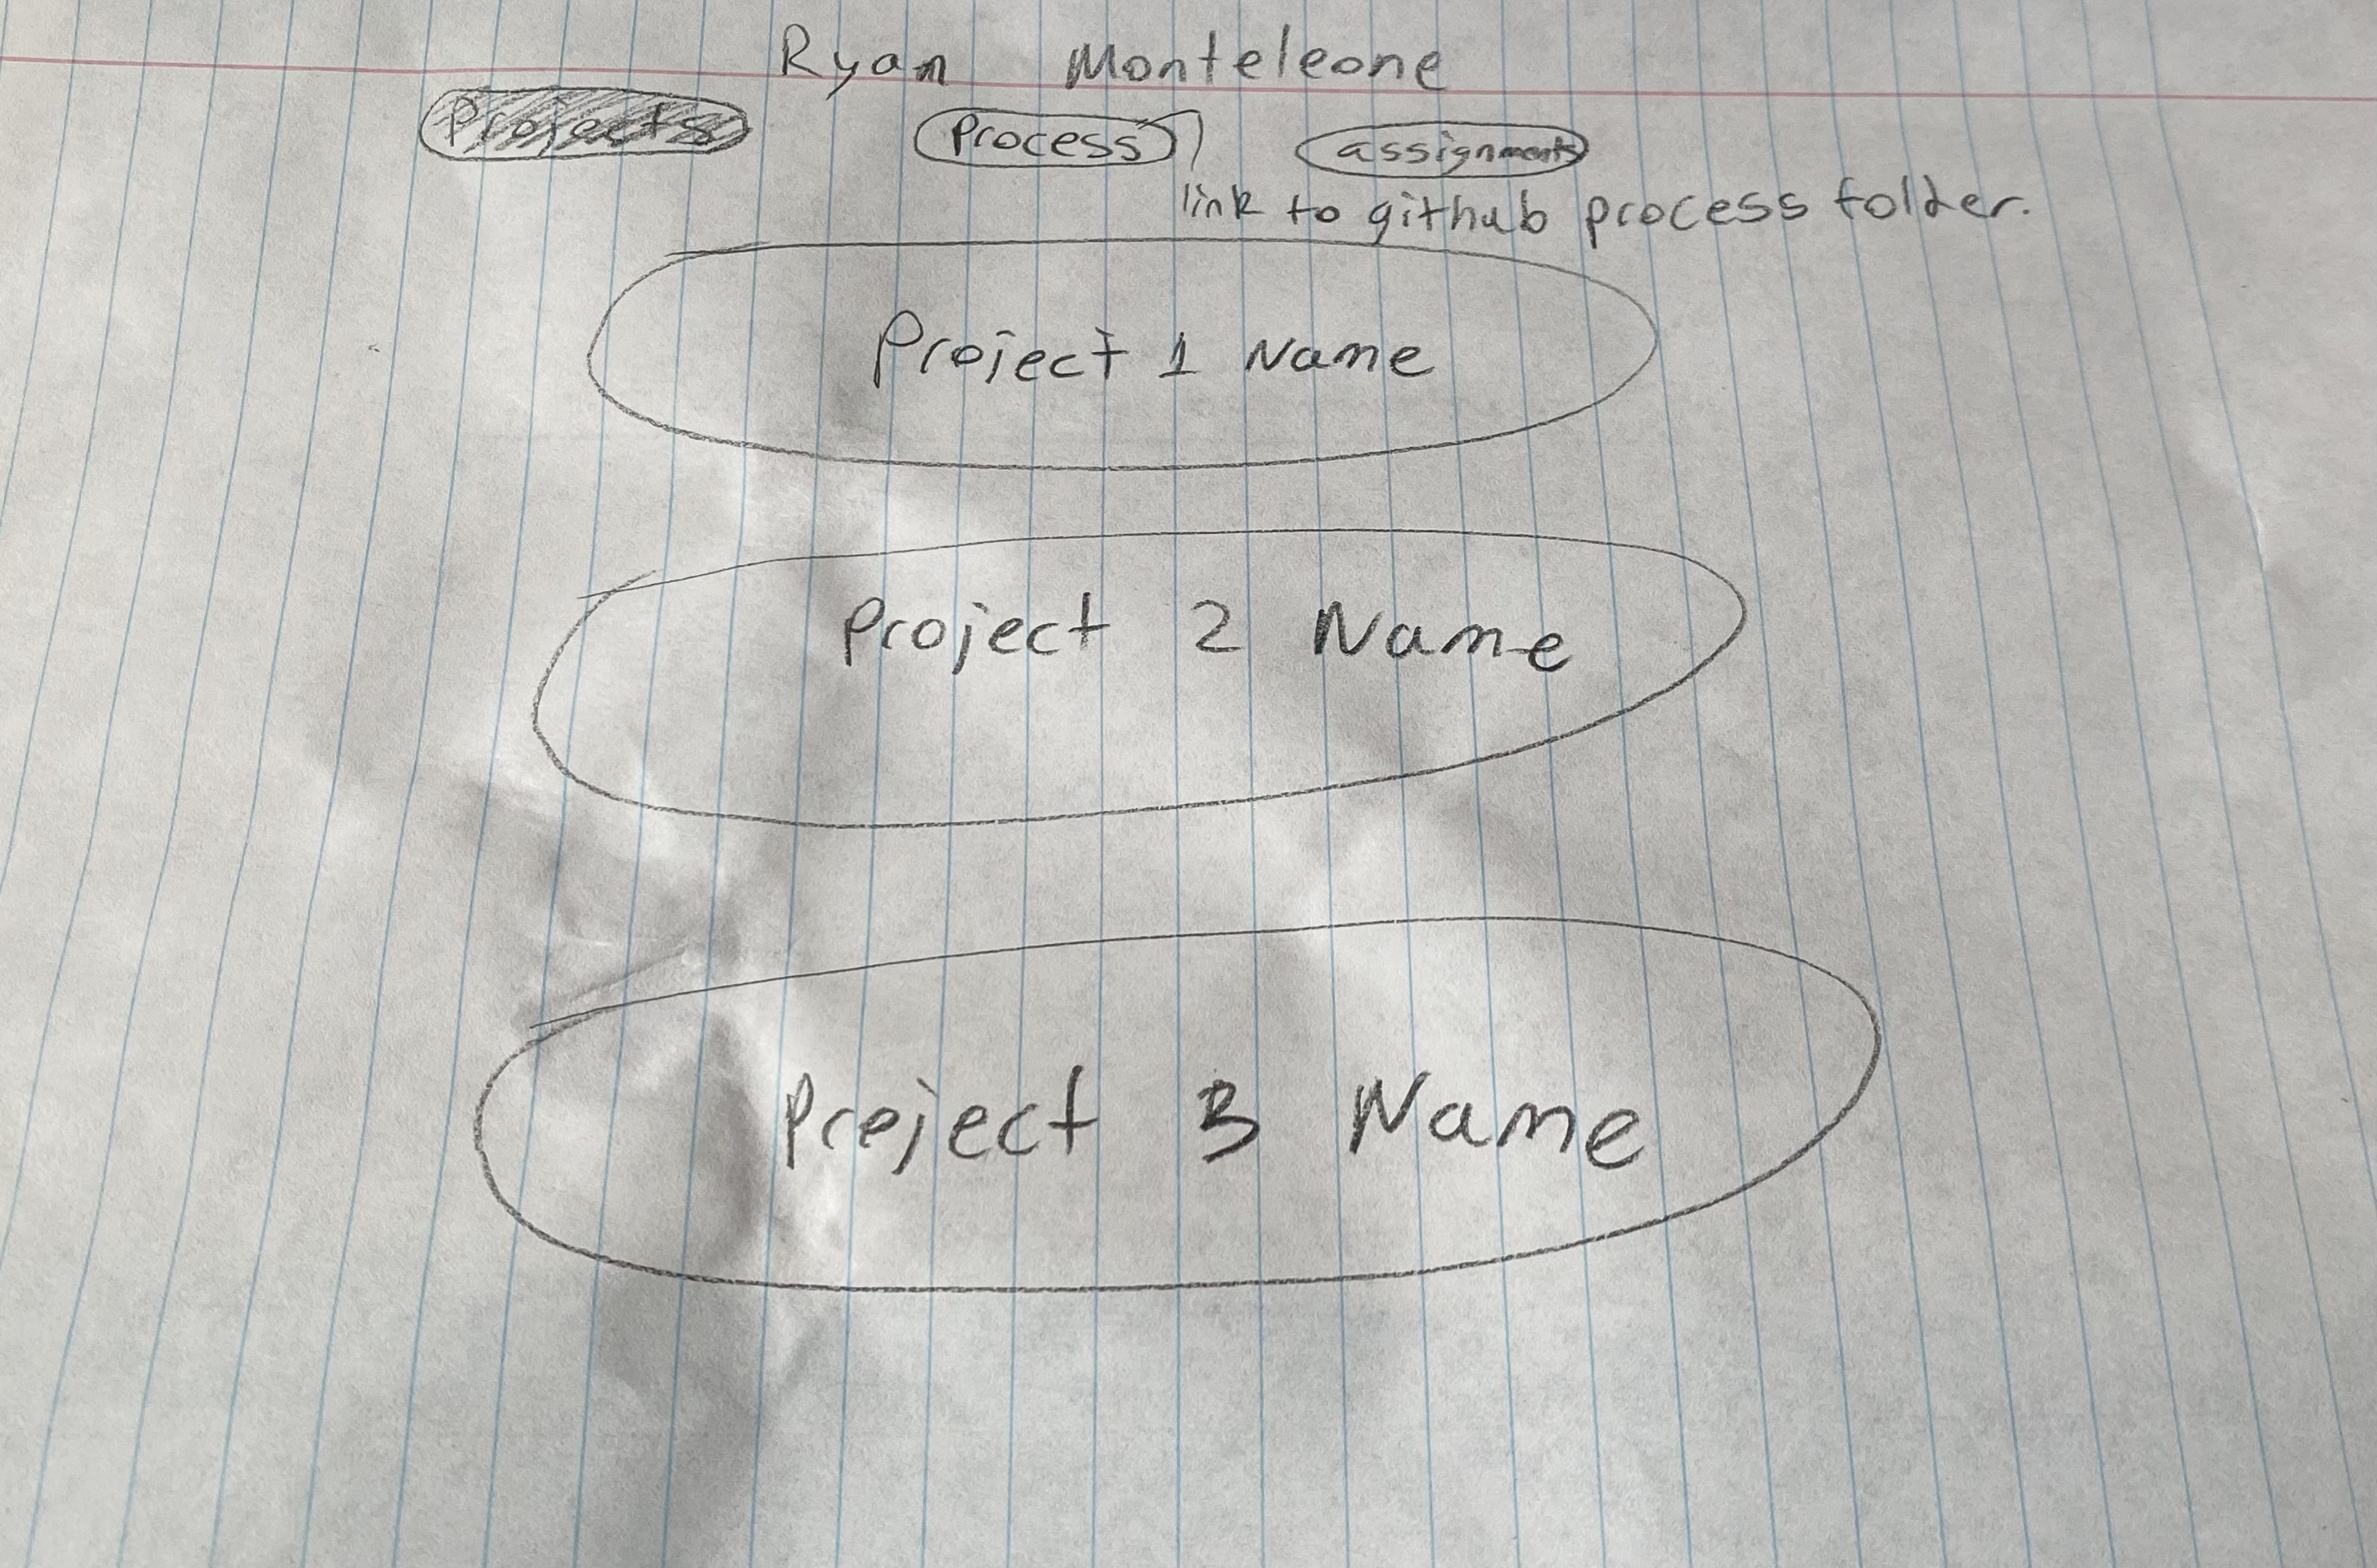 Ryan Monteleone
Projects Process assignments
link to github process folder.
Project 1 Name
Project 2 Name
Project 3 Name